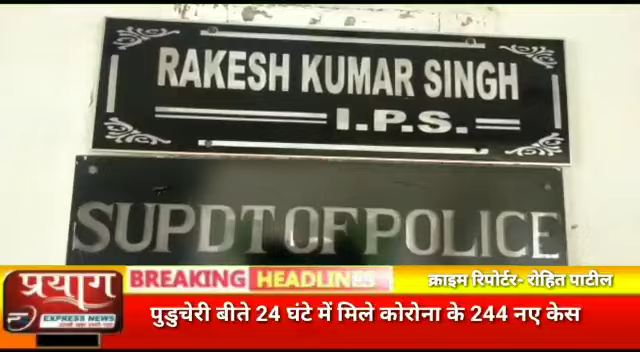 RAKESH KUMAR SINGH
I.P.S.
SUPDT OF POLICE
प्रयाग
EXPRESS NEWS
BREAKING HEADLINES
क्राइम रिपोर्टर- रोहित पाटील
पुडुचेरी बीते 24 घंटे में मिले कोरोना के 244 नए केस